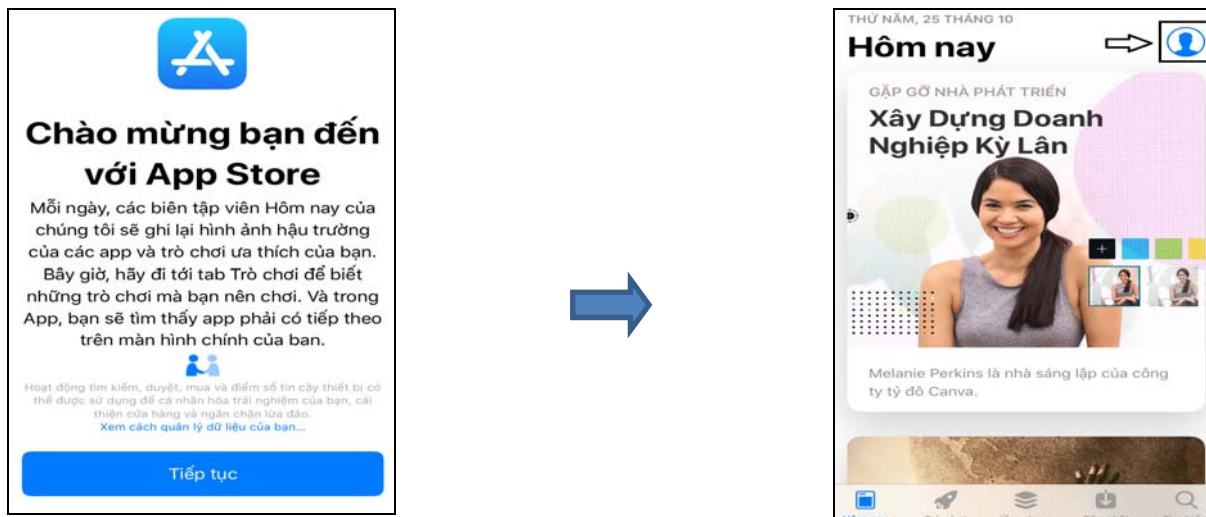 Chào mừng bạn đến
với App Store
Mỗi ngày, các biên tập viên Hôm nay của
chúng tôi sẽ ghi lại hình ảnh hậu trường
của các app và trò chơi ưa thích của bạn.
Bây giờ, hãy đi tới tab Trò chơi để biết
những trò chơi mà bạn nên chơi. Và trong
App, bạn sẽ tìm thấy app phải có tiếp theo
trên màn hình chính của bạn.
Hoạt động tìm kiếm, duyệt, mua và điểm số tin cậy thiết bị có
thể được sử dụng để cá nhân hóa trải nghiệm của bạn, cải
thiện cửa hàng và ngăn chặn lừa đảo.
Xem cách quản lý dữ liệu của bạn...
Tiếp tục
THỨ NĂM, 25 THÁNG 10
Hôm nay
GẶP GỠ NHÀ PHÁT TRIỂN
Xây Dựng Doanh
Nghiệp Kỳ Lân
Melanie Perkins là nhà sáng lập của công
ty tỷ đô Canva.